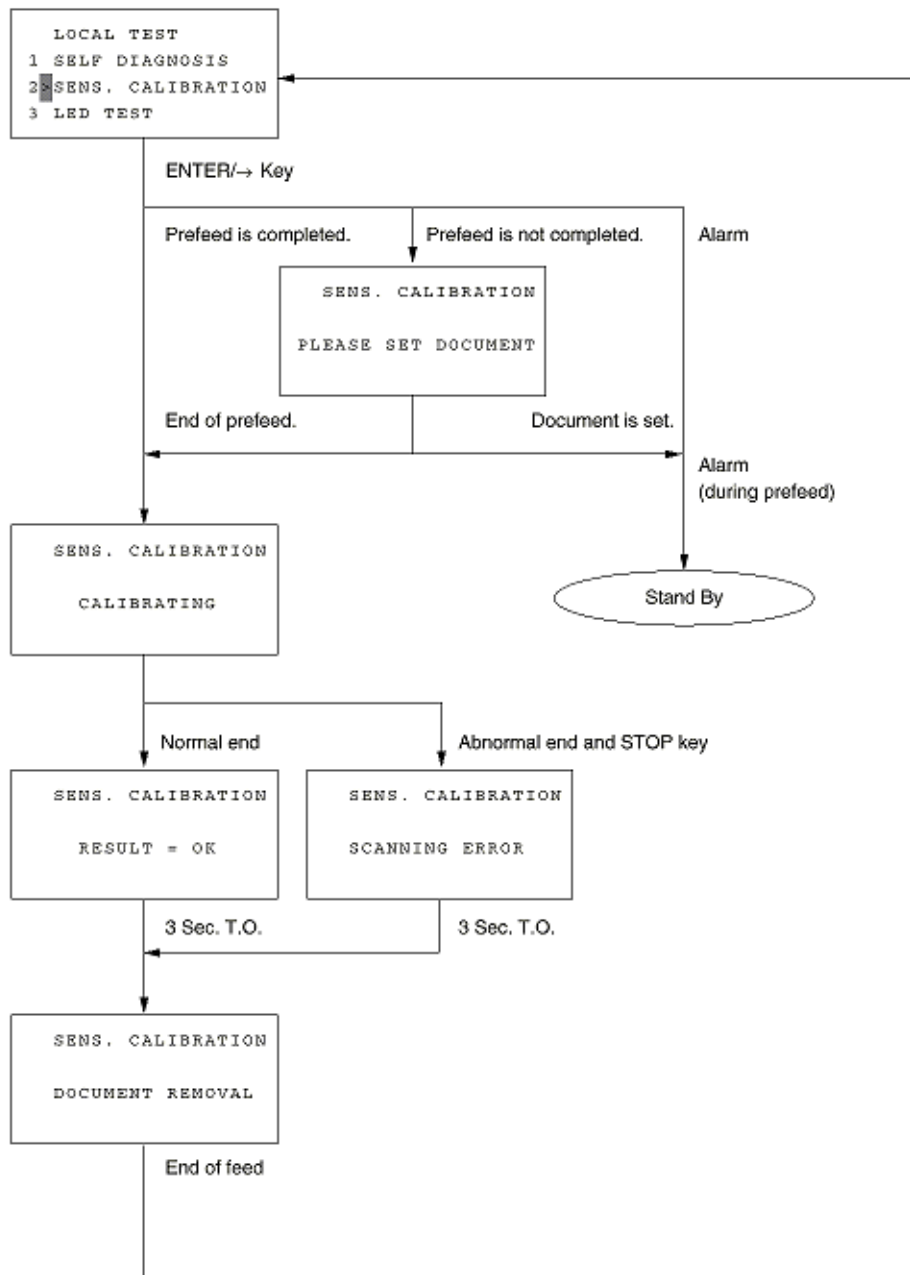 LOCAL TEST
1 SELF DIAGNOSIS
2>SENS. CALIBRATION
3 LED TEST
ENTER/→ Key
Prefeed is completed.
Prefeed is not completed.
Alarm
SENS. CALIBRATION
PLEASE SET DOCUMENT
End of prefeed.
Document is set.
Alarm
(during prefeed)
SENS. CALIBRATION
CALIBRATING
Stand By
Normal end
Abnormal end and STOP key
SENS. CALIBRATION
RESULT = OK
SENS. CALIBRATION
SCANNING ERROR
3 Sec. T.O.
3 Sec. T.O.
SENS. CALIBRATION
DOCUMENT REMOVAL
End of feed